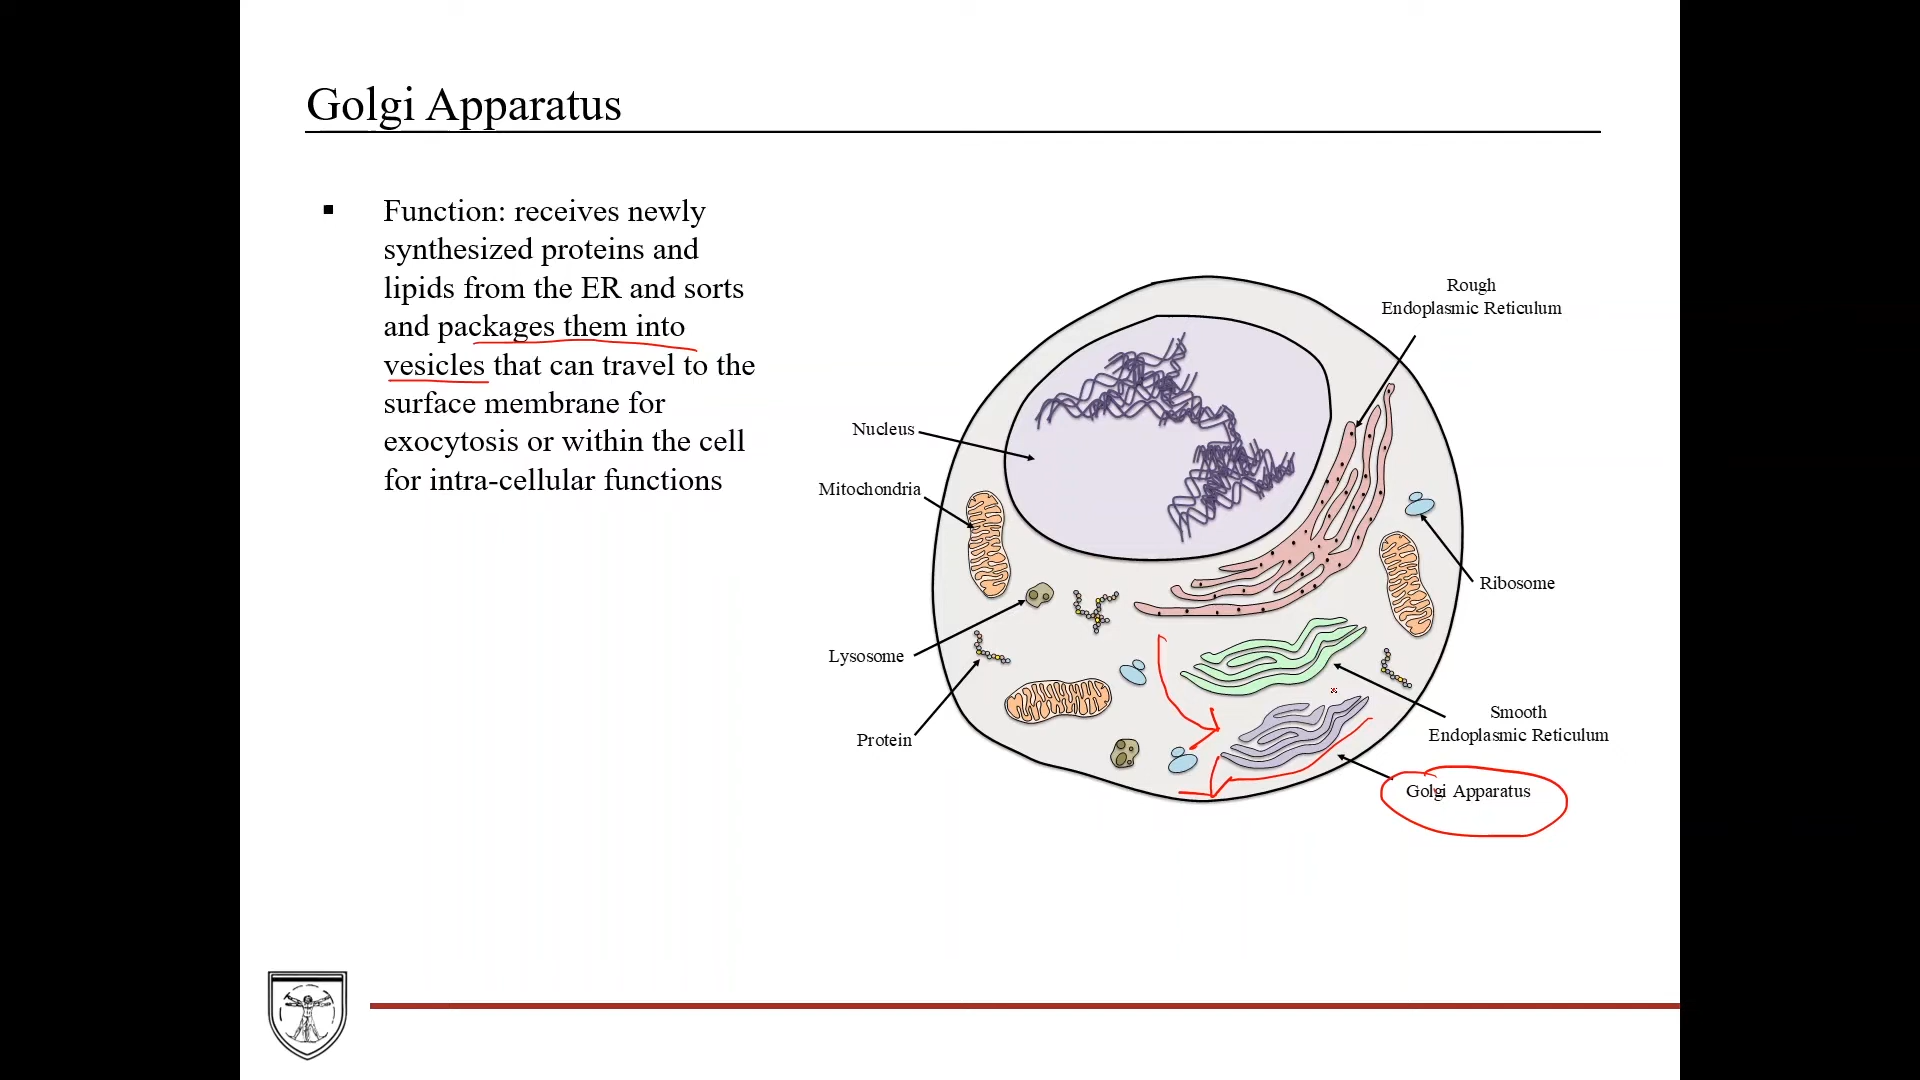 Golgi Apparatus
▪ Function: receives newly
synthesized proteins and
lipids from the ER and sorts
and packages them into
vesicles that can travel to the
surface membrane for
exocytosis or within the cell
for intra-cellular functions
Rough
Endoplasmic Reticulum
Nucleus
Mitochondria
Ribosome
Lysosome
Protein
Smooth
Endoplasmic Reticulum
Golgi Apparatus